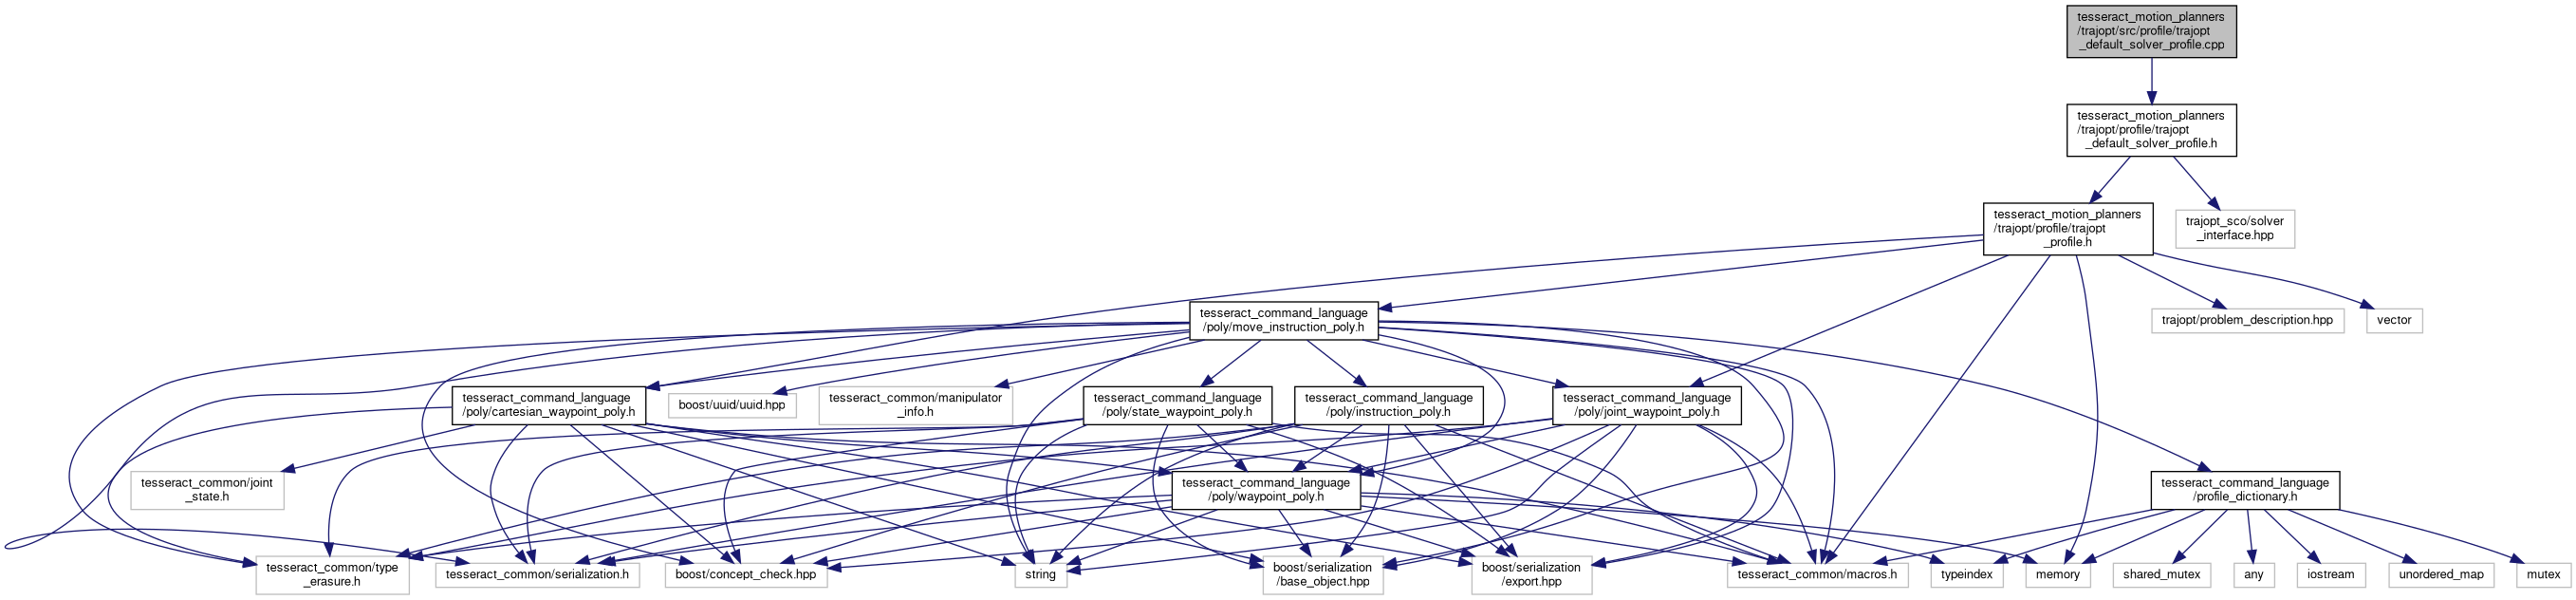 tesseract_motion_planners
/trajopt/src/profile/trajopt
_default_solver_profile.cpp
tesseract_motion_planners
/trajopt/profile/trajopt
_default_solver_profile.h
tesseract_motion_planners
/trajopt/profile/trajopt
_profile.h
trajopt_sco/solver
_interface.hpp
tesseract_command_language
/poly/move_instruction_poly.h
trajopt/problem_description.hpp
vector
tesseract_command_language
/poly/cartesian_waypoint_poly.h
boost/uuid/uuid.hpp
tesseract_common/manipulator
_info.h
tesseract_command_language
/poly/state_waypoint_poly.h
tesseract_command_language
/poly/instruction_poly.h
tesseract_command_language
/poly/joint_waypoint_poly.h
tesseract_common/joint
_state.h
tesseract_command_language
/poly/waypoint_poly.h
tesseract_command_language
/profile_dictionary.h
tesseract_common/type
_erasure.h
tesseract_common/serialization.h
boost/concept_check.hpp
string
boost/serialization
/base_object.hpp
boost/serialization
/export.hpp
tesseract_common/macros.h
typeindex
memory
shared_mutex
any
iostream
unordered_map
mutex